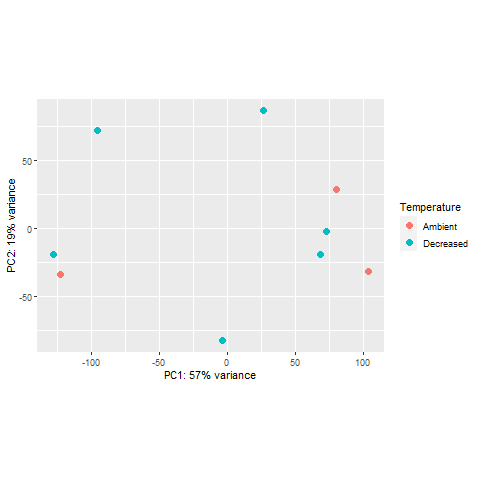 50
0
-50
PC2: 19% variance
-100
-50
0
50
100
PC1: 57% variance
Temperature
Ambient
Decreased